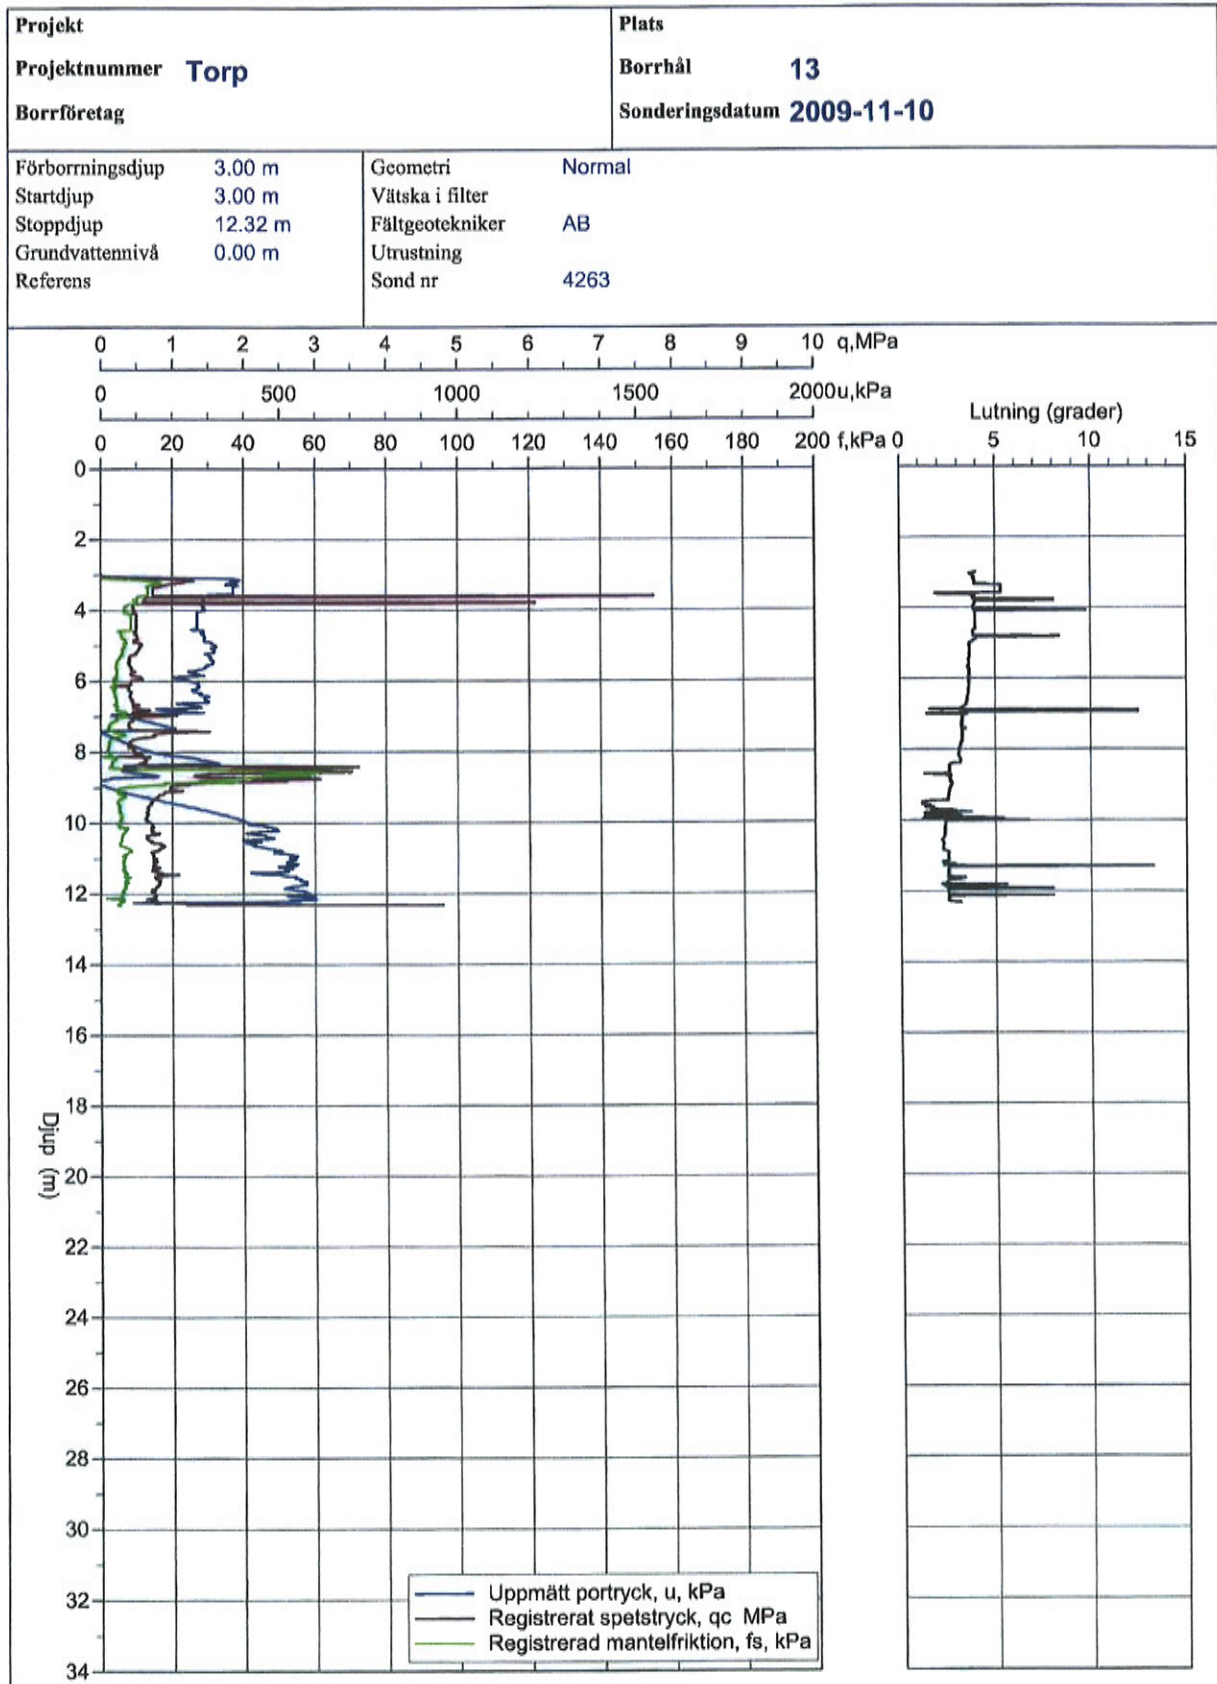 Projekt
Projektnummer Torp
Borrföretag
Plats
Borrhål 13
Sonderingsdatum 2009-11-10
Förborrningsdjup 3.00 m
Startdjup 3.00 m
Stoppdjup 12.32 m
Grundvattennivå 0.00 m
Referens
Geometri Normal
Vätska i filter
Fältgeotekniker AB
Utrustning
Sond nr 4263
0 1 2 3 4 5 6 7 8 9 10 q,MPa
0 500 1000 1500 2000u,kPa
0 20 40 60 80 100 120 140 160 180 200 f,kPa
Lutning (grader)
0 5 10 15
0
2
4
6
8
10
12
14
16
18
20
22
24
26
28
30
32
34
Djup (m)
Uppmätt portryck, u, kPa
Registrerat spetstryck, qc MPa
Registrerad mantelfriktion, fs, kPa